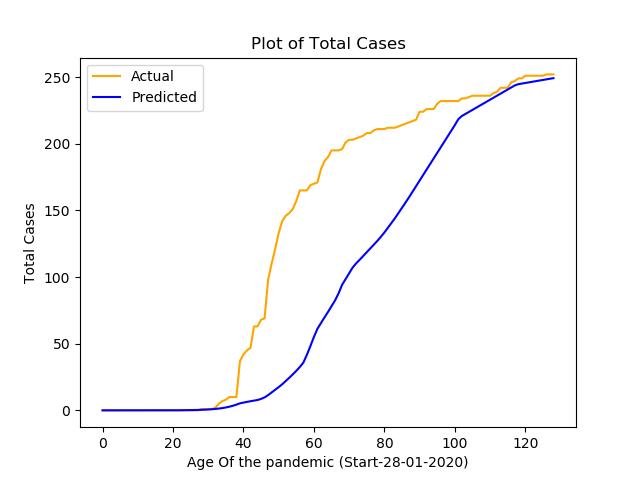 Plot of Total Cases
Actual
Predicted
Total Cases
250
200
150
100
50
0
0 20 40 60 80 100 120
Age Of the pandemic (Start-28-01-2020)